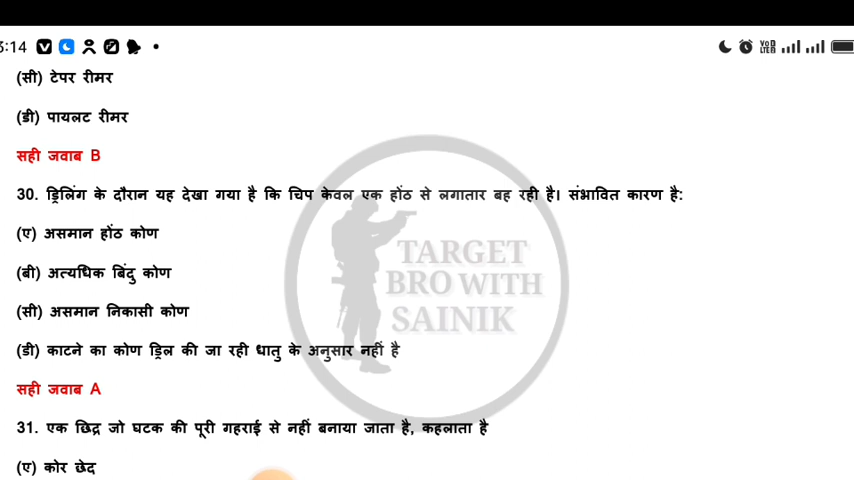 3:14
VoD
LTE2
(सी) टेपर रीमर
(डी) पायलट रीमर
सही जवाब B
30. ड्रिलिंग के दौरान यह देखा गया है कि चिप केवल एक होंठ से लगातार बह रही है। संभावित कारण है:
(ए) असमान होंठ कोण
(बी) अत्यधिक बिंदु कोण
(सी) असमान निकासी कोण
(डी) काटने का कोण ड्रिल की जा रही धातु के अनुसार नहीं है
सही जवाब A
31. एक छिद्र जो घटक की पूरी गहराई से नहीं बनाया जाता है, कहलाता है
(ए) कोर छेद
TARGET
BRO WITH
SAINIK